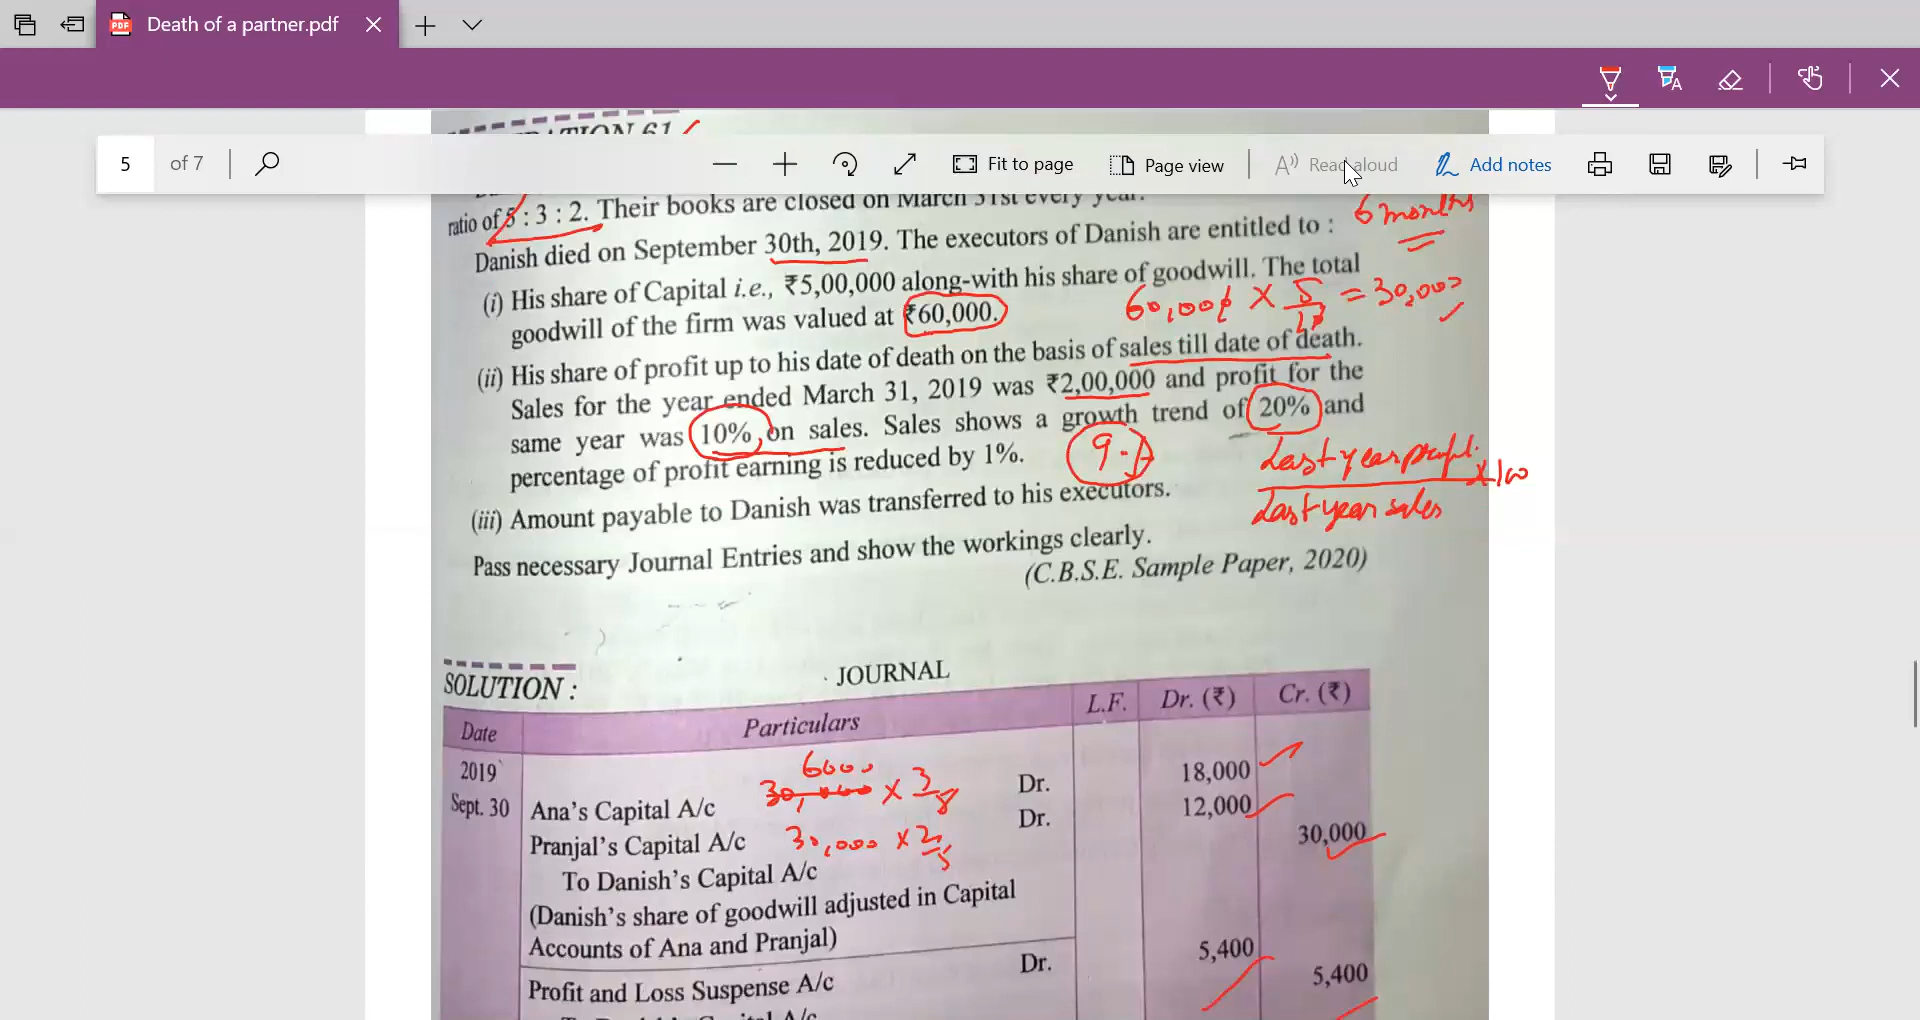 Death of a partner.pdf
5 of 7
Fit to page
Page view
Read aloud
Add notes
ratio of 5 : 3 : 2. Their books are closed on March 31st every year.
6 months
Danish died on September 30th, 2019. The executors of Danish are entitled to :
(i) His share of Capital i.e., ₹5,00,000 along-with his share of goodwill. The total
goodwill of the firm was valued at ₹60,000.
60,000 × 5/10 = 30,000
(ii) His share of profit up to his date of death on the basis of sales till date of death.
Sales for the year ended March 31, 2019 was ₹2,00,000 and profit for the
same year was 10% on sales. Sales shows a growth trend of 20% and
percentage of profit earning is reduced by 1%.
9%
Last year profit
× 100
Last year sales
(iii) Amount payable to Danish was transferred to his executors.
Pass necessary Journal Entries and show the workings clearly.
(C.B.S.E. Sample Paper, 2020)
SOLUTION :
JOURNAL
Date Particulars L.F. Dr. (₹) Cr. (₹)
2019
6000
Sept. 30 Ana's Capital A/c 30,000 × 3/5 Dr. 18,000
Pranjal's Capital A/c 30,000 × 2/5 Dr. 12,000
To Danish's Capital A/c 30,000
(Danish's share of goodwill adjusted in Capital
Accounts of Ana and Pranjal)
Profit and Loss Suspense A/c Dr. 5,400
5,400